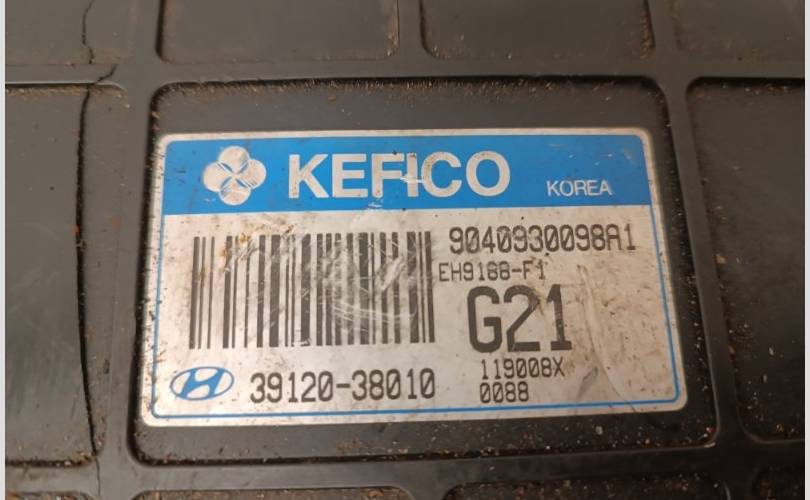 KEFICO KOREA
9040930098A1
EH9168-F1
G21
119008X
39120-38010 0088